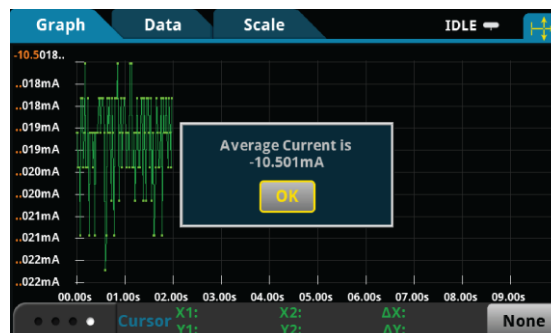 Graph Data Scale IDLE
-10.5018..
..018mA
..018mA
..019mA
..019mA
..020mA
..020mA
..021mA
..021mA
..022mA
..022mA
Average Current is
-10.501mA
OK
00.00s 01.00s 02.00s 03.00s 04.00s 05.00s 06.00s 07.00s 08.00s 09.00s
Cursor X1: X2: ΔX:
Y1: Y2: ΔY:
None